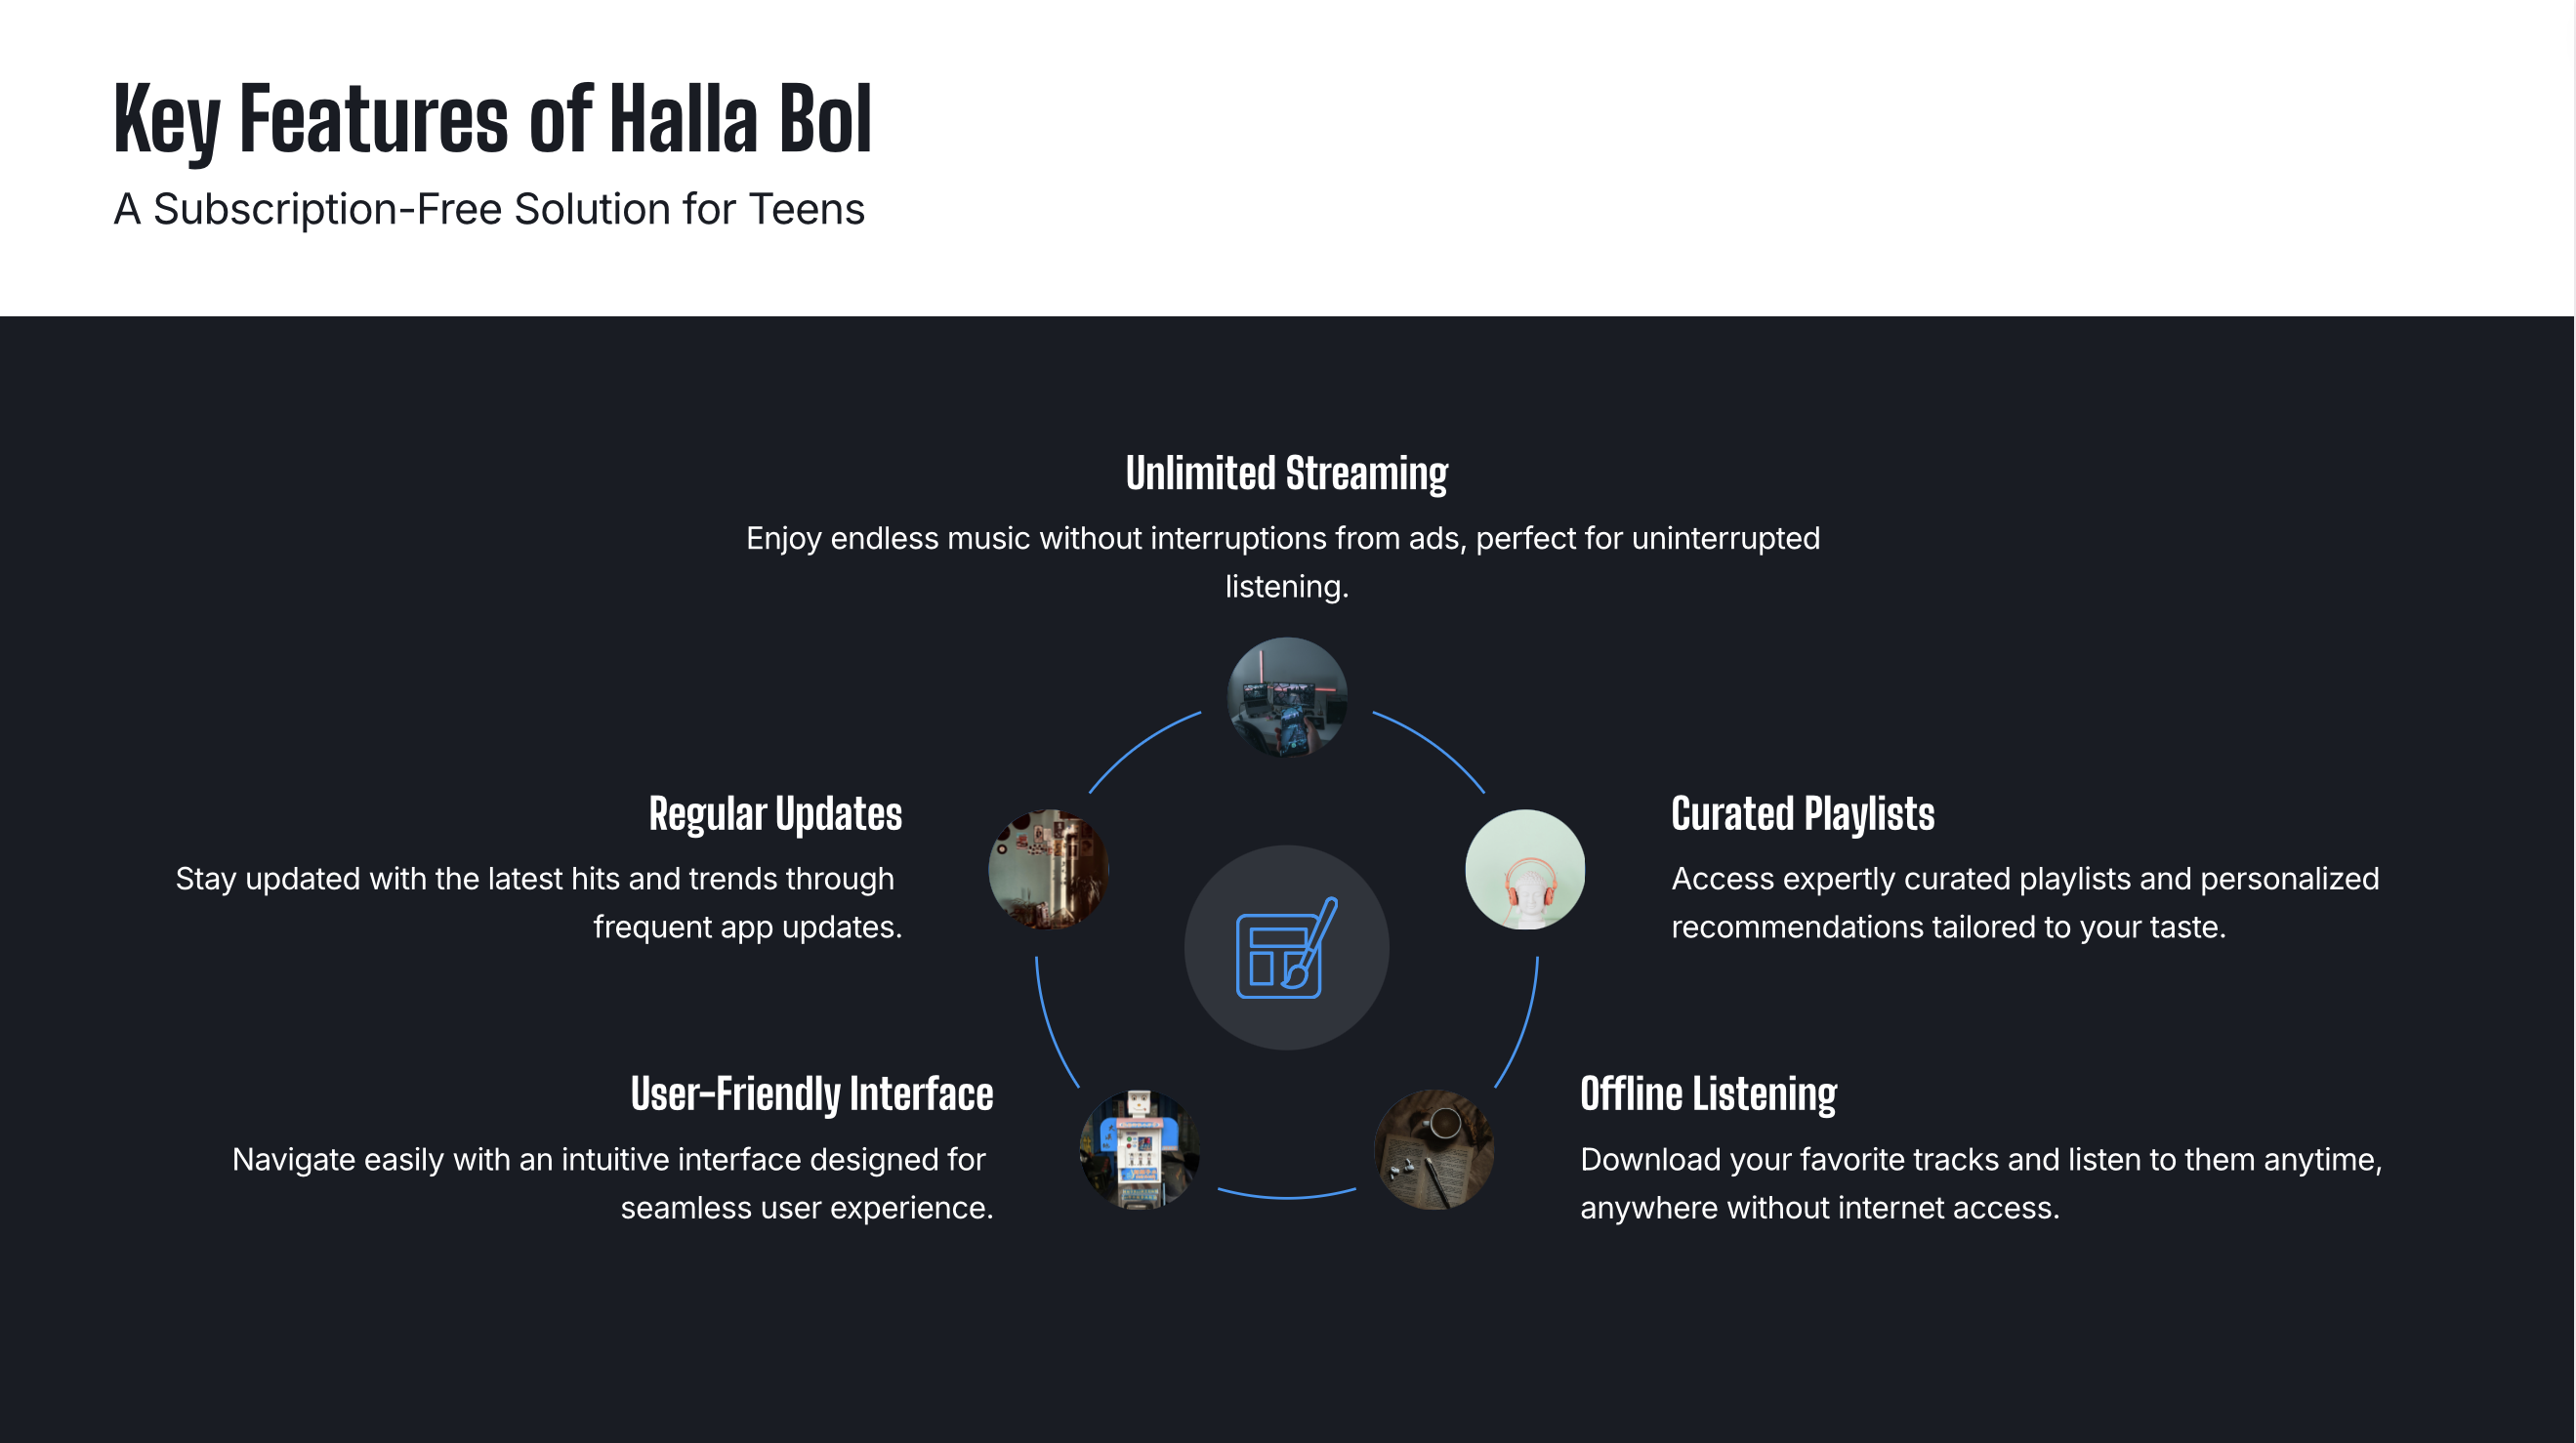 Key Features of Halla Bol
A Subscription-Free Solution for Teens
Unlimited Streaming
Enjoy endless music without interruptions from ads, perfect for uninterrupted
listening.
Regular Updates
Stay updated with the latest hits and trends through
frequent app updates.
Curated Playlists
Access expertly curated playlists and personalized
recommendations tailored to your taste.
User-Friendly Interface
Navigate easily with an intuitive interface designed for
seamless user experience.
Offline Listening
Download your favorite tracks and listen to them anytime,
anywhere without internet access.